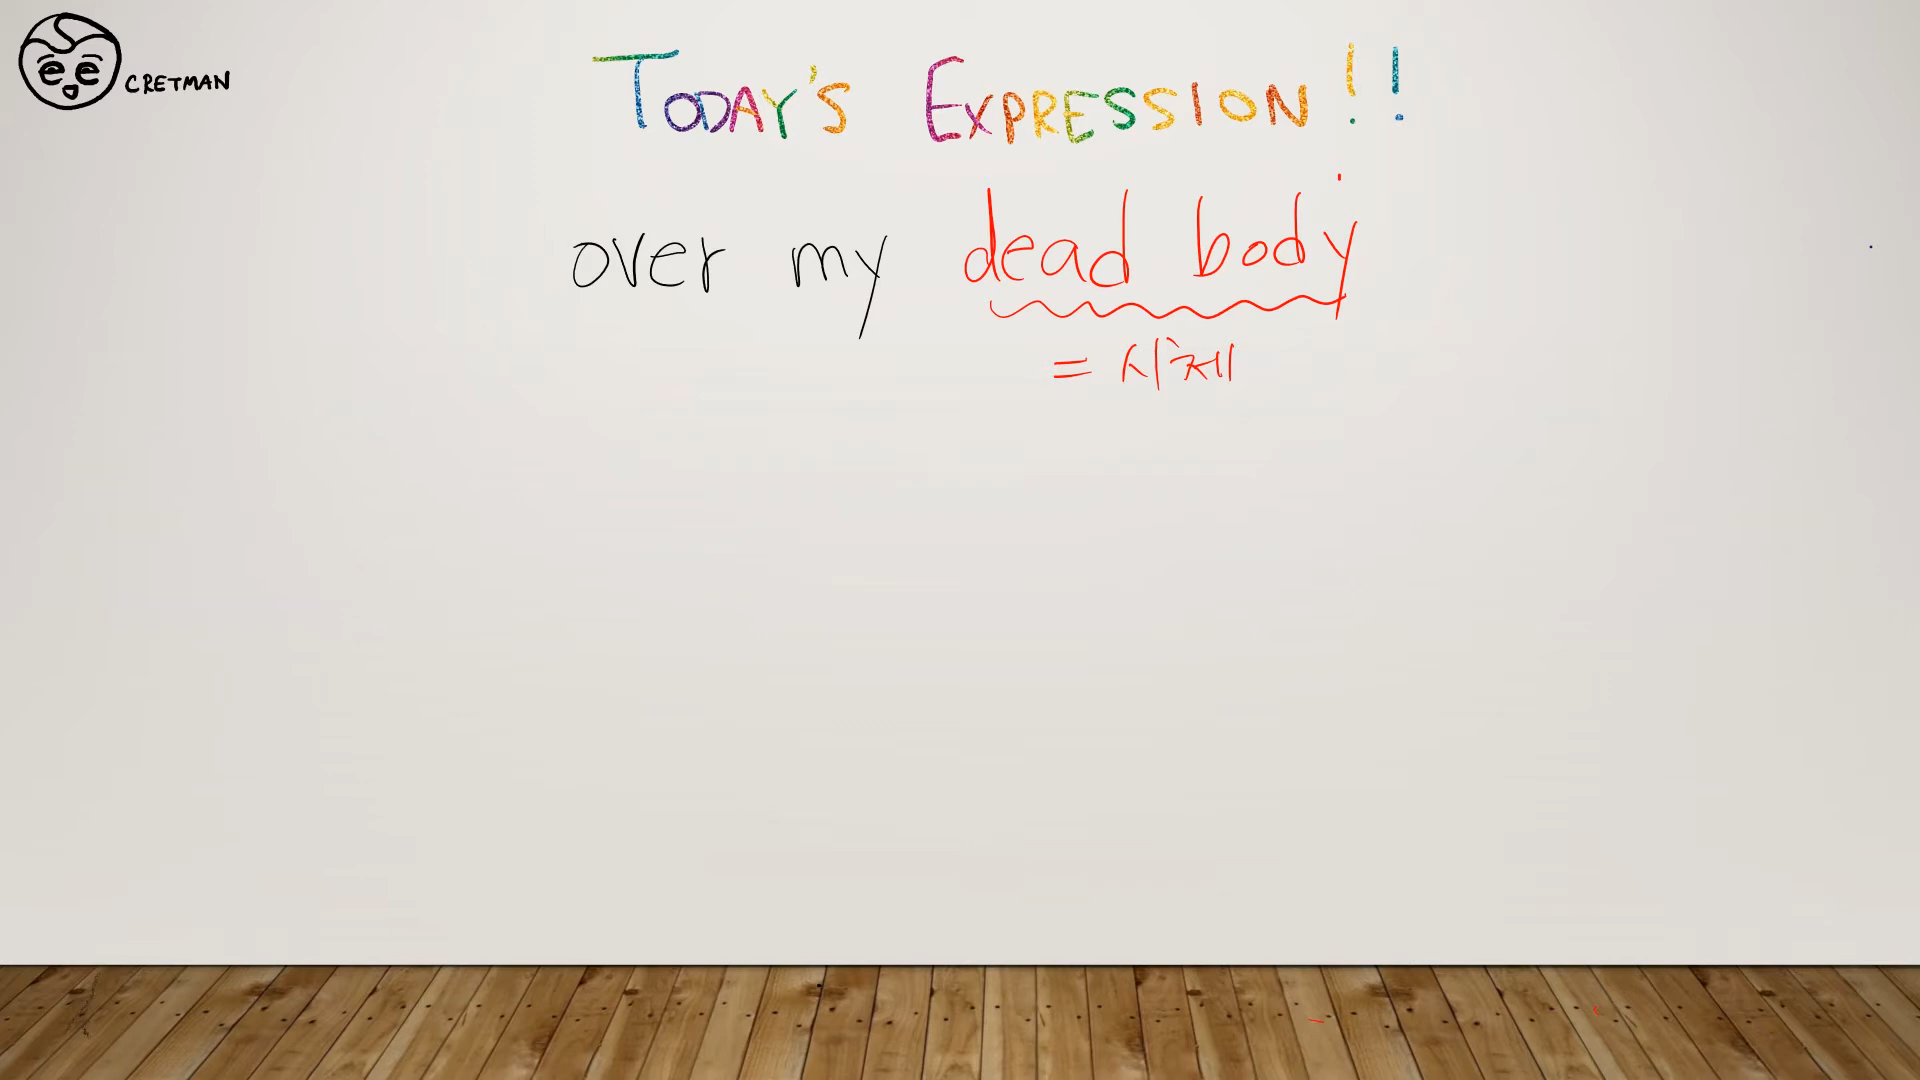 CRETMAN
TODAY'S EXPRESSION!!
over my dead body
= 시체